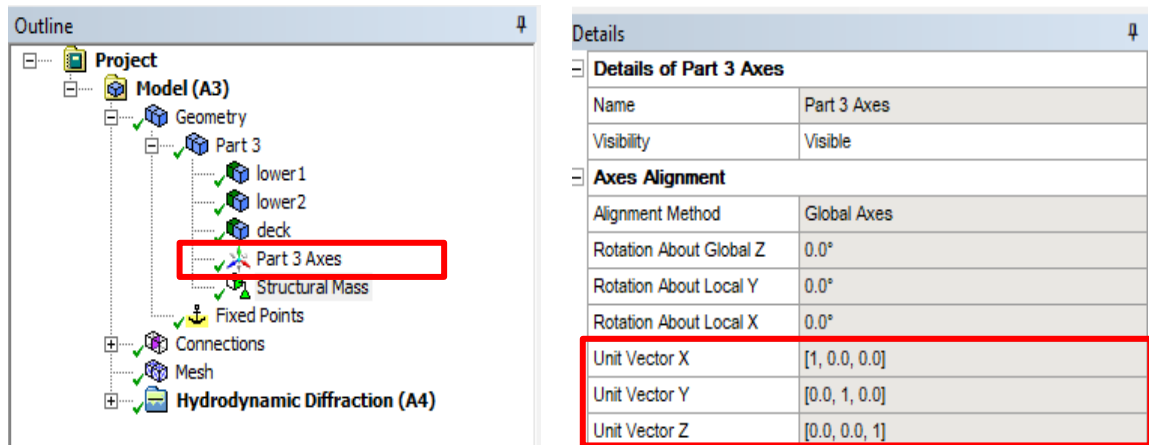 Outline
Project
Model (A3)
Geometry
Part 3
lower1
lower2
deck
Part 3 Axes
Structural Mass
Fixed Points
Connections
Mesh
Hydrodynamic Diffraction (A4)
Details
Details of Part 3 Axes
Name Part 3 Axes
Visibility Visible
Axes Alignment
Alignment Method Global Axes
Rotation About Global Z 0.0°
Rotation About Local Y 0.0°
Rotation About Local X 0.0°
Unit Vector X [1, 0.0, 0.0]
Unit Vector Y [0.0, 1, 0.0]
Unit Vector Z [0.0, 0.0, 1]